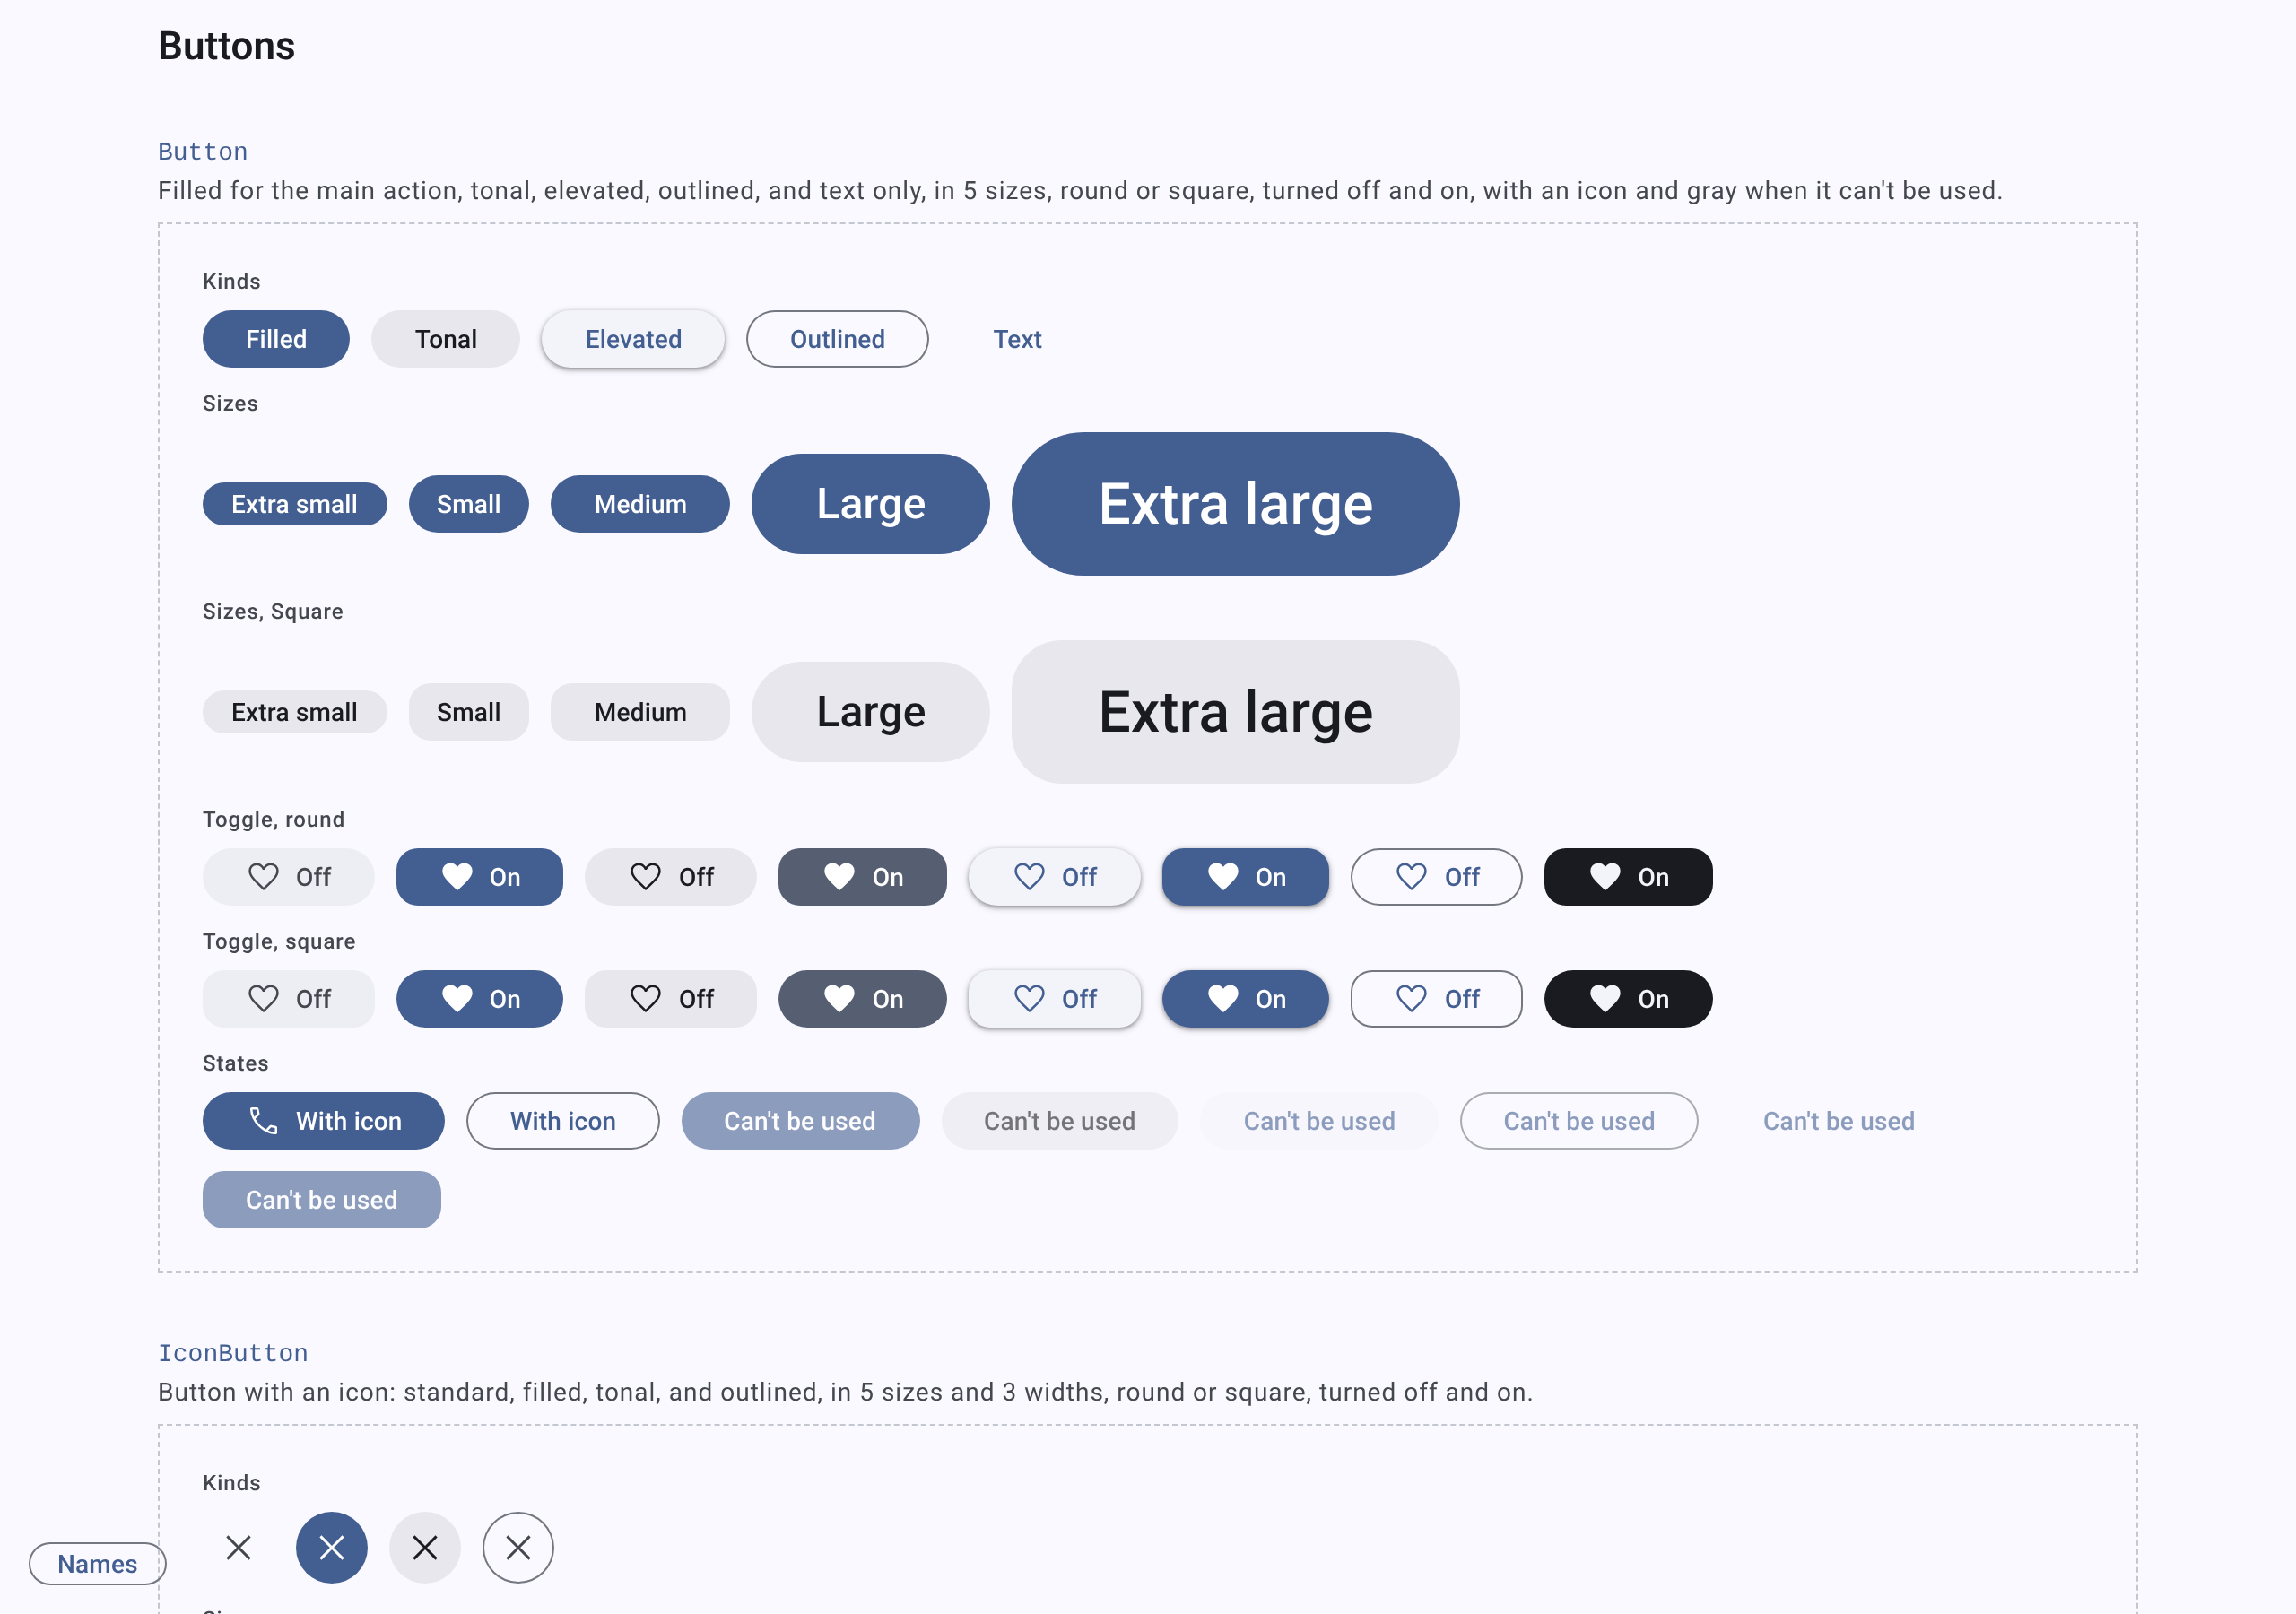 Buttons
Button
Filled for the main action, tonal, elevated, outlined, and text only, in 5 sizes, round or square, turned off and on, with an icon and gray when it can't be used.
Kinds
Filled Tonal Elevated Outlined Text
Sizes
Extra small Small Medium Large Extra large
Sizes, Square
Extra small Small Medium Large Extra large
Toggle, round
Off On Off On Off On Off On
Toggle, square
Off On Off On Off On Off On
States
With icon With icon Can't be used Can't be used Can't be used Can't be used Can't be used
Can't be used
IconButton
Button with an icon: standard, filled, tonal, and outlined, in 5 sizes and 3 widths, round or square, turned off and on.
Kinds
Names